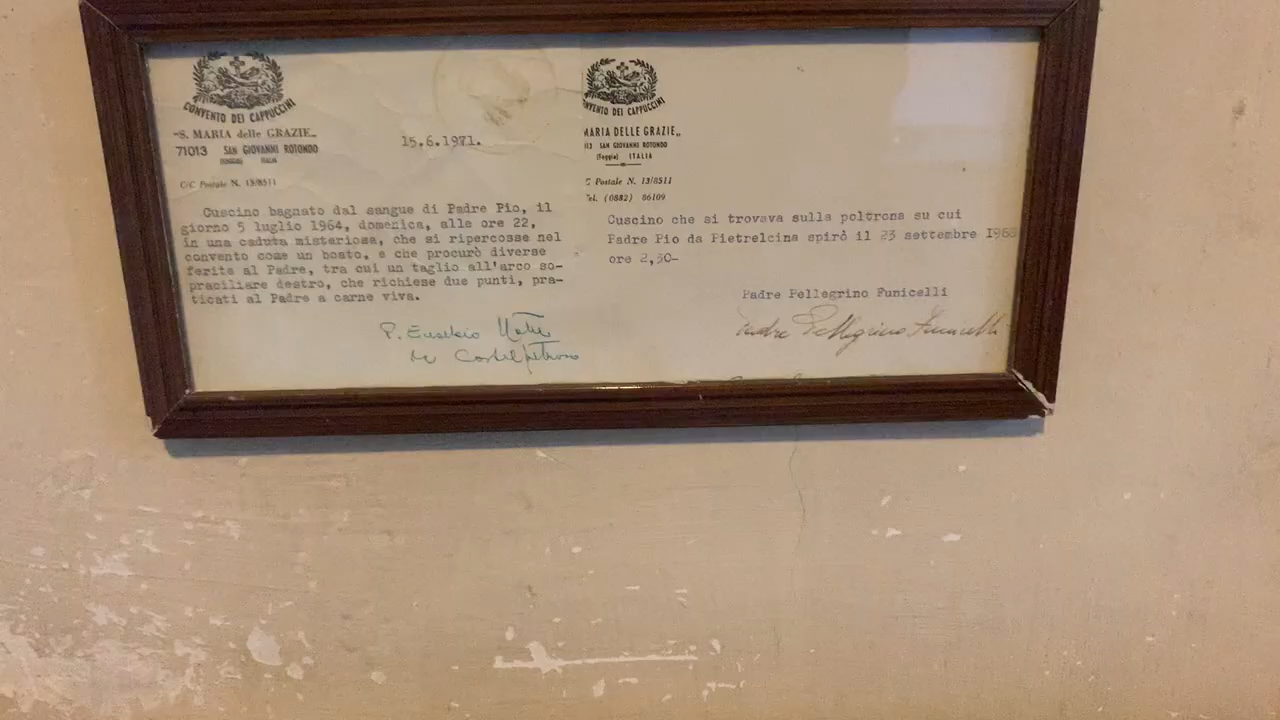 CONVENTO DEI CAPPUCCINI
"S. MARIA delle GRAZIE„
71013 SAN GIOVANNI ROTONDO
(FOGGIA) ITALIA
C/C Postale N. 13/8511
15.6.1971.
Cuscino bagnato dal sangue di Padre Pio, il
giorno 5 luglio 1964, domenica, alle ore 22,
in una caduta misteriosa, che si ripercosse nel
convento come un boato, e che procurò diverse
ferite al Padre, tra cui un taglio all'arco so-
praciliare destro, che richiese due punti, pra-
ticati al Padre a carne viva.
P. Eusebio Notte
da Castelpetroso
CONVENTO DEI CAPPUCCINI
MARIA DELLE GRAZIE„
13 SAN GIOVANNI ROTONDO
(Foggia) ITALIA
C Postale N. 13/8511
Tel. (0882) 86109
Cuscino che si trovava sulla poltrona su cui
Padre Pio da Pietrelcina spirò il 23 settembre 1968
ore 2,30-
Padre Pellegrino Funicelli
Padre Pellegrino Funicelli